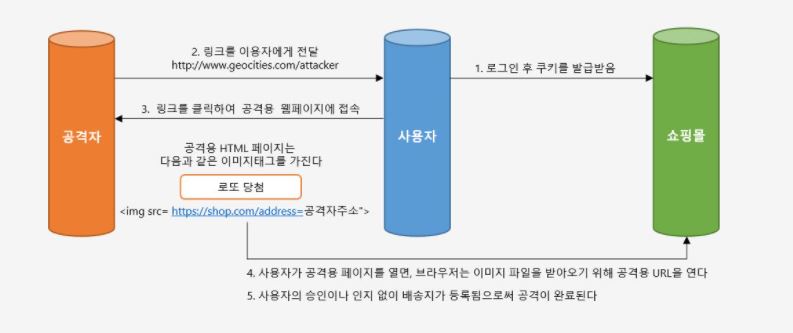 2. 링크를 이용자에게 전달
http://www.geocities.com/attacker
1. 로그인 후 쿠키를 발급받음
3. 링크를 클릭하여 공격용 웹페이지에 접속
공격자
사용자
쇼핑몰
공격용 HTML 페이지는
다음과 같은 이미지태그를 가진다
로또 당첨
<img src= https://shop.com/address=공격자주소">
4. 사용자가 공격용 페이지를 열면, 브라우저는 이미지 파일을 받아오기 위해 공격용 URL을 연다
5. 사용자의 승인이나 인지 없이 배송지가 등록됨으로써 공격이 완료된다